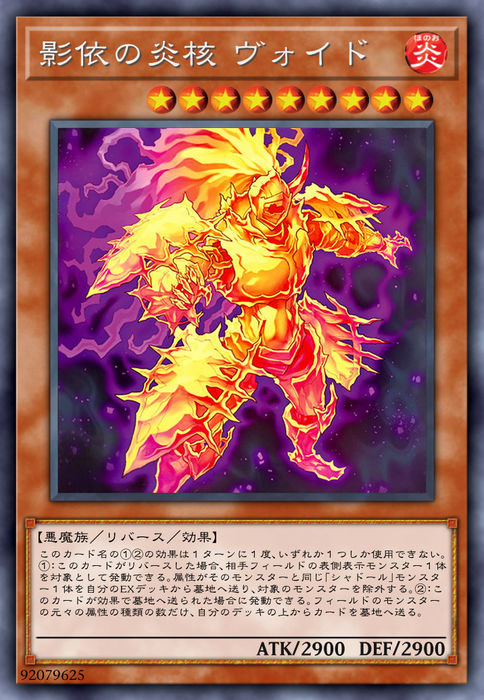 影依の炎核 ヴォイド
ほのお
炎
【悪魔族／リバース／効果】
このカード名の①②の効果は１ターンに１度、いずれか１つしか使用できない。
①：このカードがリバースした場合、相手フィールドの表側表示モンスター１体
を対象として発動できる。属性がそのモンスターと同じ「シャドール」モンスタ
ー１体を自分のEXデッキから墓地へ送り、対象のモンスターを除外する。②：こ
のカードが効果で墓地へ送られた場合に発動できる。フィールドのモンスター
の元々の属性の種類の数だけ、自分のデッキの上からカードを墓地へ送る。
ATK/2900 DEF/2900
92079625